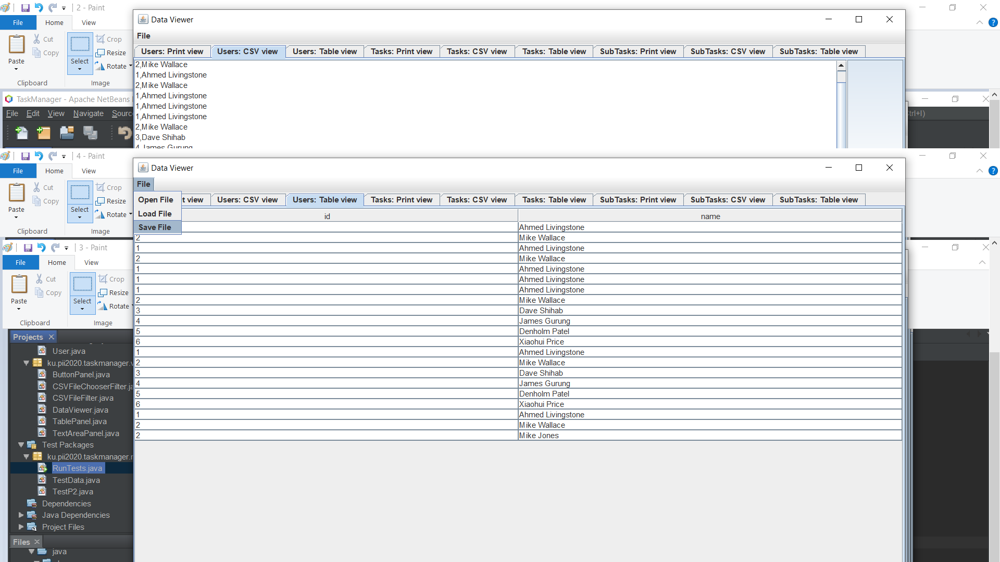 2 - Paint
File Home View
Paste
Cut
Copy
Clipboard
Select
Crop
Resize
Rotate
Image
Data Viewer
File
Users: Print view Users: CSV view Users: Table view Tasks: Print view Tasks: CSV view Tasks: Table view SubTasks: Print view SubTasks: CSV view SubTasks: Table view
2,Mike Wallace
1,Ahmed Livingstone
2,Mike Wallace
1,Ahmed Livingstone
1,Ahmed Livingstone
1,Ahmed Livingstone
2,Mike Wallace
3,Dave Shihab
4,James Gurung
TaskManager - Apache NetBeans
File Edit View Navigate Sourc
Ctrl+I)
4 - Paint
File Home View
Paste
Cut
Copy
Clipboard
Select
Crop
Resize
Rotate
Image
Data Viewer
File
Open File
Load File
Save File
t view Users: CSV view Users: Table view Tasks: Print view Tasks: CSV view Tasks: Table view SubTasks: Print view SubTasks: CSV view SubTasks: Table view
id name
Ahmed Livingstone
2 Mike Wallace
1 Ahmed Livingstone
2 Mike Wallace
1 Ahmed Livingstone
1 Ahmed Livingstone
1 Ahmed Livingstone
2 Mike Wallace
3 Dave Shihab
4 James Gurung
5 Denholm Patel
6 Xiaohui Price
1 Ahmed Livingstone
2 Mike Wallace
3 Dave Shihab
4 James Gurung
5 Denholm Patel
6 Xiaohui Price
1 Ahmed Livingstone
2 Mike Wallace
2 Mike Jones
3 - Paint
File Home View
Paste
Cut
Copy
Clipboard
Select
Crop
Resize
Rotate
Image
Projects
User.java
ku.pii2020.taskmanager.v
ButtonPanel.java
CSVFileChooserFilter.ja
CSVFileFilter.java
DataViewer.java
TablePanel.java
TextAreaPanel.java
Test Packages
ku.pii2020.taskmanager.r
RunTests.java
TestData.java
TestP2.java
Dependencies
Java Dependencies
Project Files
Files
java